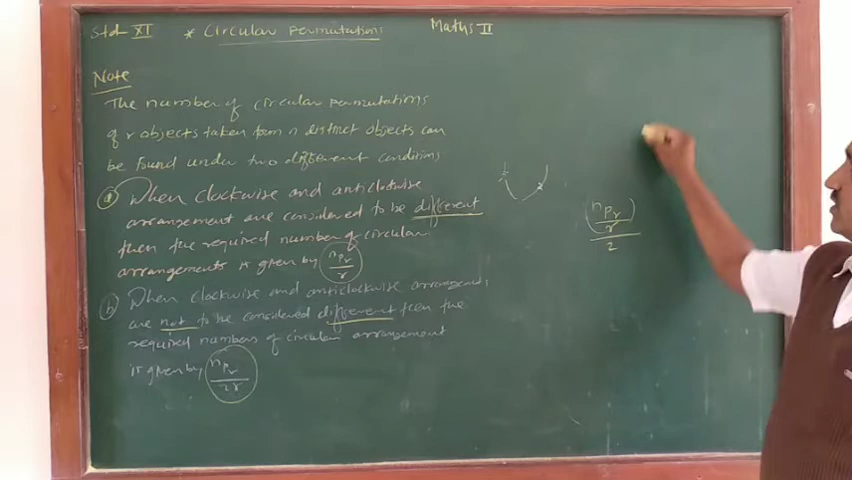 Std XI * Circular permutations Maths II
Note
The number of circular permutations
of r objects taken from n distinct objects can
be found under two different conditions
(a) When clockwise and anticlockwise
arrangement are considered to be different
then the required number of circular
arrangements is given by nPr/r
(b) When clockwise and anticlockwise arrangements
are not to be considered different then the
required numbers of circular arrangement
is given by nPr/2r
(nPr/r)/2